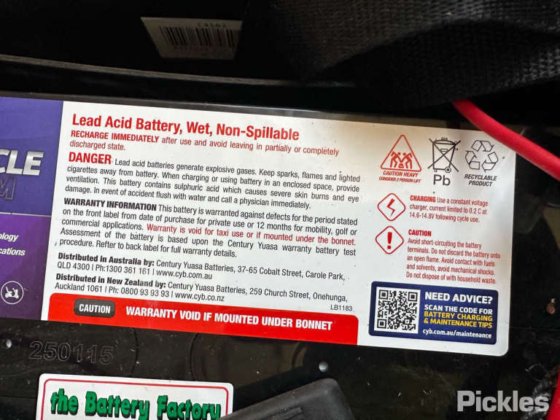 CLE
Lead Acid Battery, Wet, Non-Spillable
RECHARGE IMMEDIATELY after use and avoid leaving in partially or completely
discharged state.
DANGER: Lead acid batteries generate explosive gases. Keep sparks, flames and lighted
cigarettes away from battery. When charging or using battery in an enclosed space, provide
ventilation. This battery contains sulphuric acid which causes severe skin burns and eye
damage. In event of accident flush with water and call a physician immediately.
WARRANTY INFORMATION This battery is warranted against defects for the period stated
on the front label from date of purchase for private use or 12 months for mobility, golf or
commercial applications. Warranty is void for taxi use or if mounted under the bonnet.
Assessment of the battery is based upon the Century Yuasa warranty battery test
procedure. Refer to back label for full warranty details.
Distributed in Australia by: Century Yuasa Batteries, 37-65 Cobalt Street, Carole Park,
QLD 4300 | Ph:1300 361 161 | www.cyb.com.au
Distributed in New Zealand by: Century Yuasa Batteries, 259 Church Street, Onehunga,
Auckland 1061 | Ph: 0800 93 93 93 | www.cyb.co.nz
LB1183
CAUTION
WARRANTY VOID IF MOUNTED UNDER BONNET
CAUTION HEAVY
CONSIDER 2 PERSON LIFT
Pb
RECYCLABLE
PRODUCT
CHARGING Use a constant voltage
charger, current limited to 0.2 C at
14.6-14.8V following cycle use.
CAUTION
Avoid short-circuiting the battery
terminals. Do not discard the battery unit
in open flame. Avoid contact with fuels
and solvents, avoid mechanical shocks.
Do not dispose of with household waste.
NEED ADVICE?
SCAN THE CODE FOR
BATTERY CHARGING
& MAINTENANCE TIPS
cyb.com.au/maintenance
x1
250115
the Battery Factory
Pickles